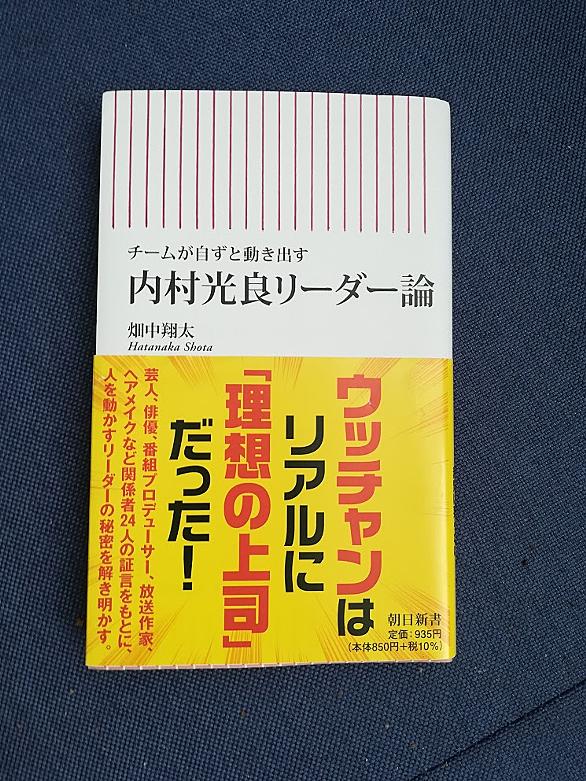 チームが自ずと動き出す
内村光良リーダー論
畑中翔太
Hatanaka Shota
ウッチャンは
リアルに
「理想の上司」
だった!
芸人、俳優、番組プロデューサー、放送作家、
ヘアメイクなど関係者24人の証言をもとに、
人を動かすリーダーの秘密を解き明かす。
朝日新書
定価:935円
(本体850円+税10%)